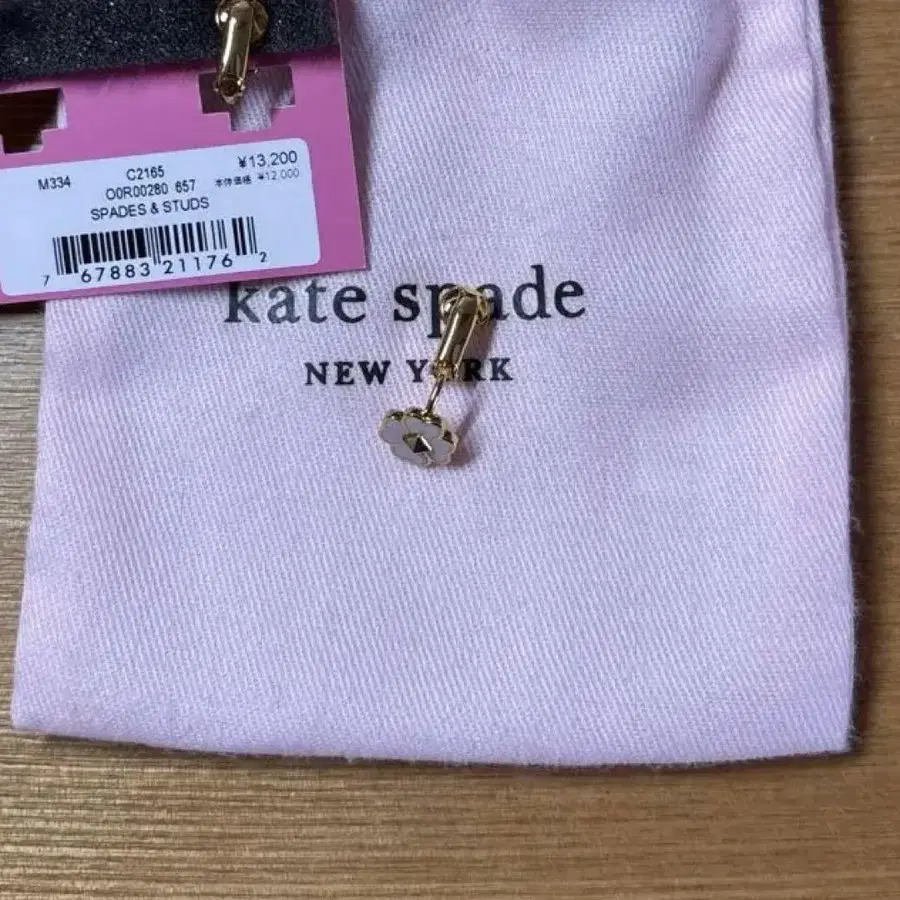 M334 C2165 ¥13,200
O0R00280 657 本体価格 ¥12,000
SPADES & STUDS
7 67883 21176 2
kate spade
NEW YORK